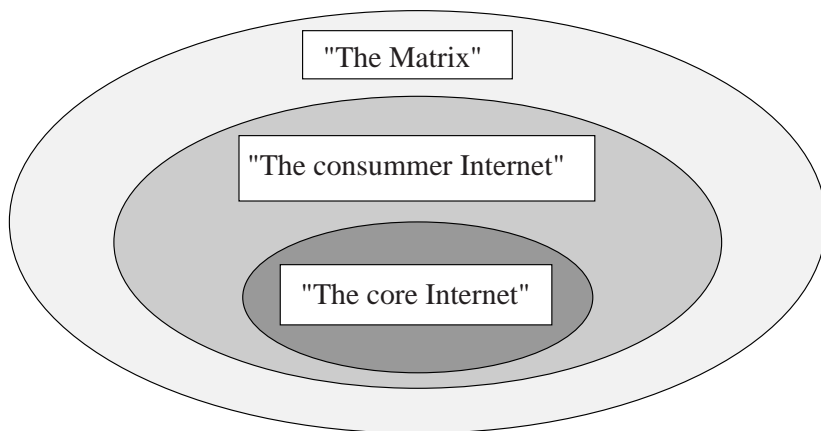 "The Matrix"
"The consummer Internet"
"The core Internet"